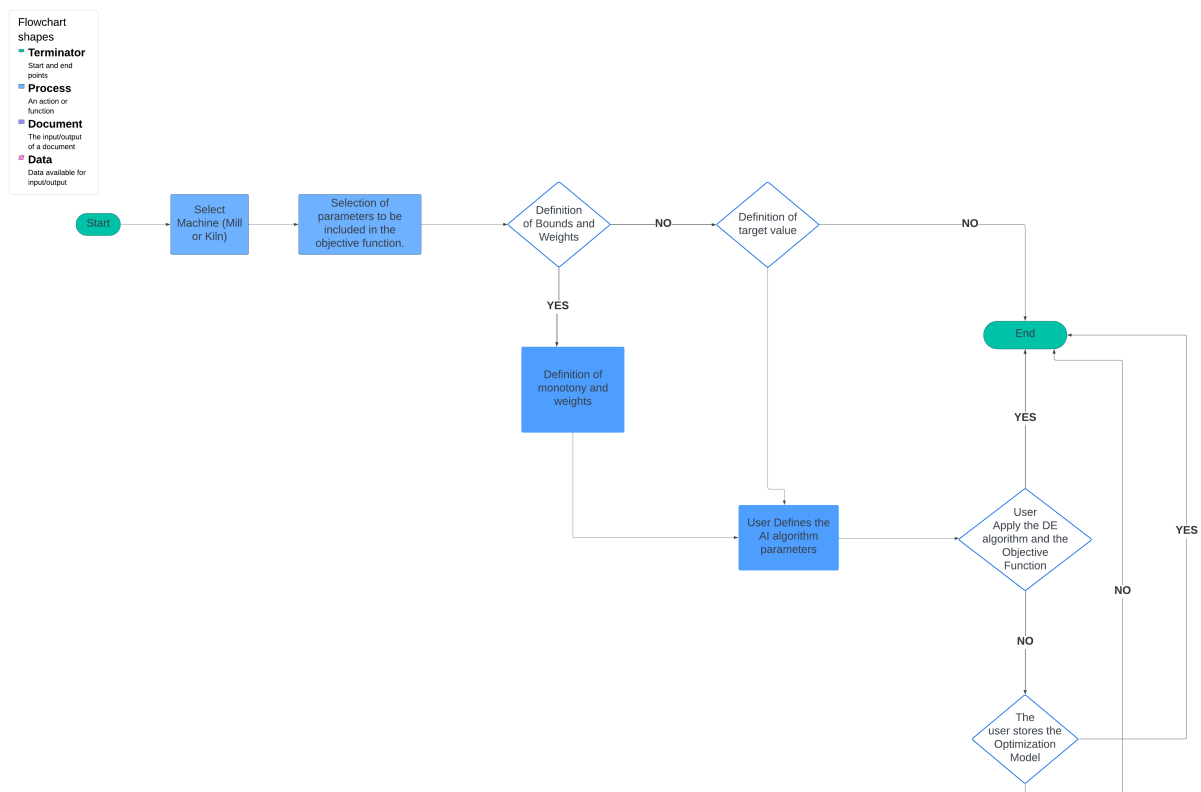 Flowchart
shapes
Terminator
Start and end
points
Process
An action or
function
Document
The input/output
of a document
Data
Data available for
input/output
Start
Select
Machine (Mill
or Kiln)
Selection of
parameters to be
included in the
objective function.
Definition
of Bounds and
Weights
NO
Definition of
target value
NO
YES
End
Definition of
monotony and
weights
YES
User Defines the
AI algorithm
parameters
User
Apply the DE
algorithm and the
Objective
Function
YES
NO
NO
The
user stores the
Optimization
Model